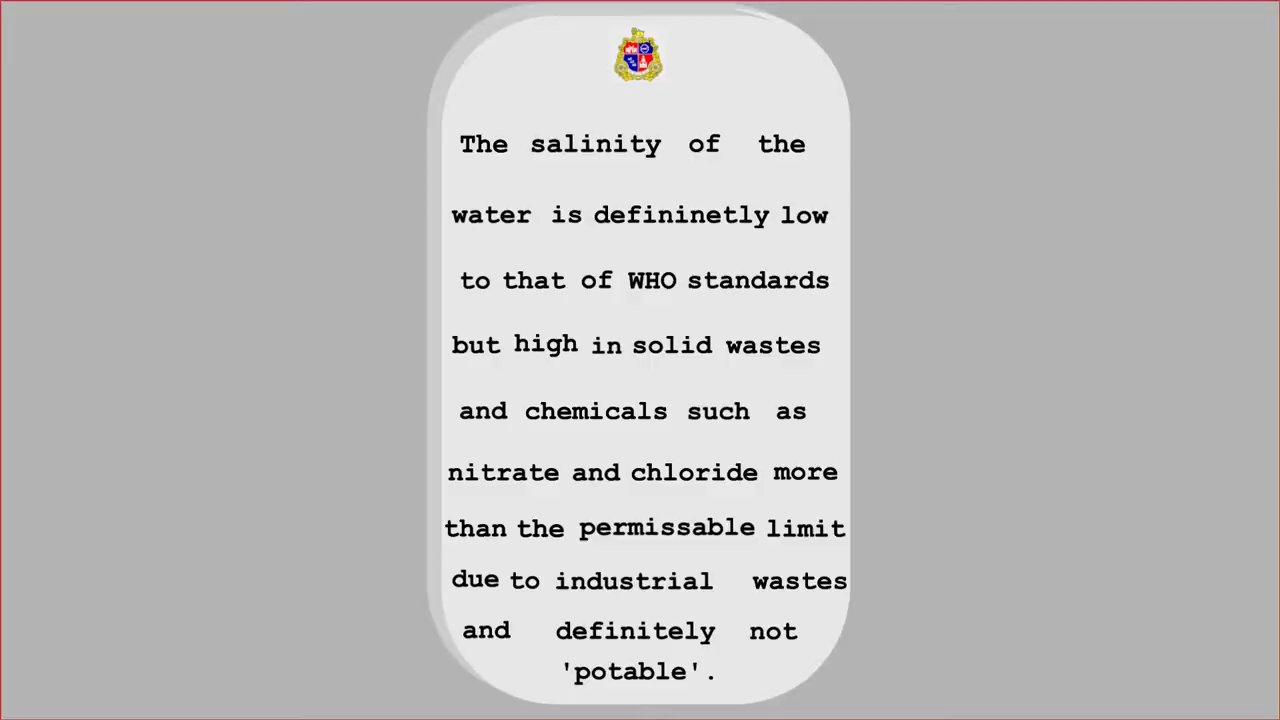 The salinity of the
water is defininetly low
to that of WHO standards
but high in solid wastes
and chemicals such as
nitrate and chloride more
than the permissable limit
due to industrial wastes
and definitely not
'potable'.